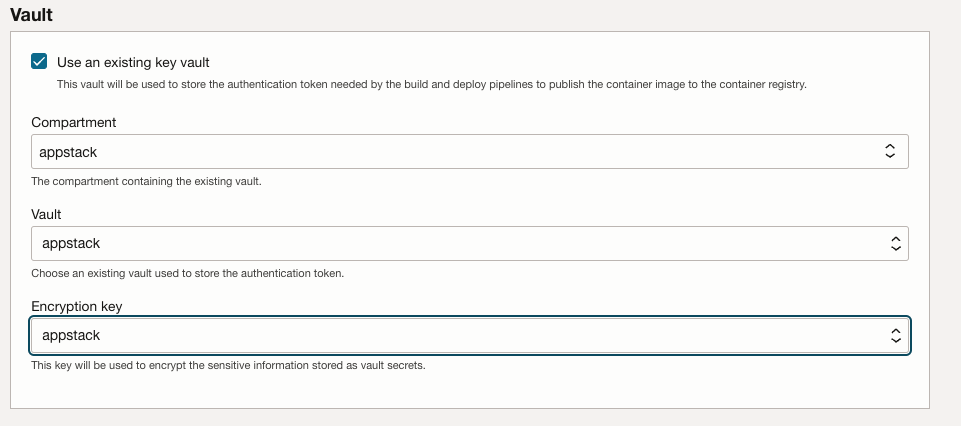 Vault
Use an existing key vault
This vault will be used to store the authentication token needed by the build and deploy pipelines to publish the container image to the container registry.
Compartment
appstack
The compartment containing the existing vault.
Vault
appstack
Choose an existing vault used to store the authentication token.
Encryption key
appstack
This key will be used to encrypt the sensitive information stored as vault secrets.